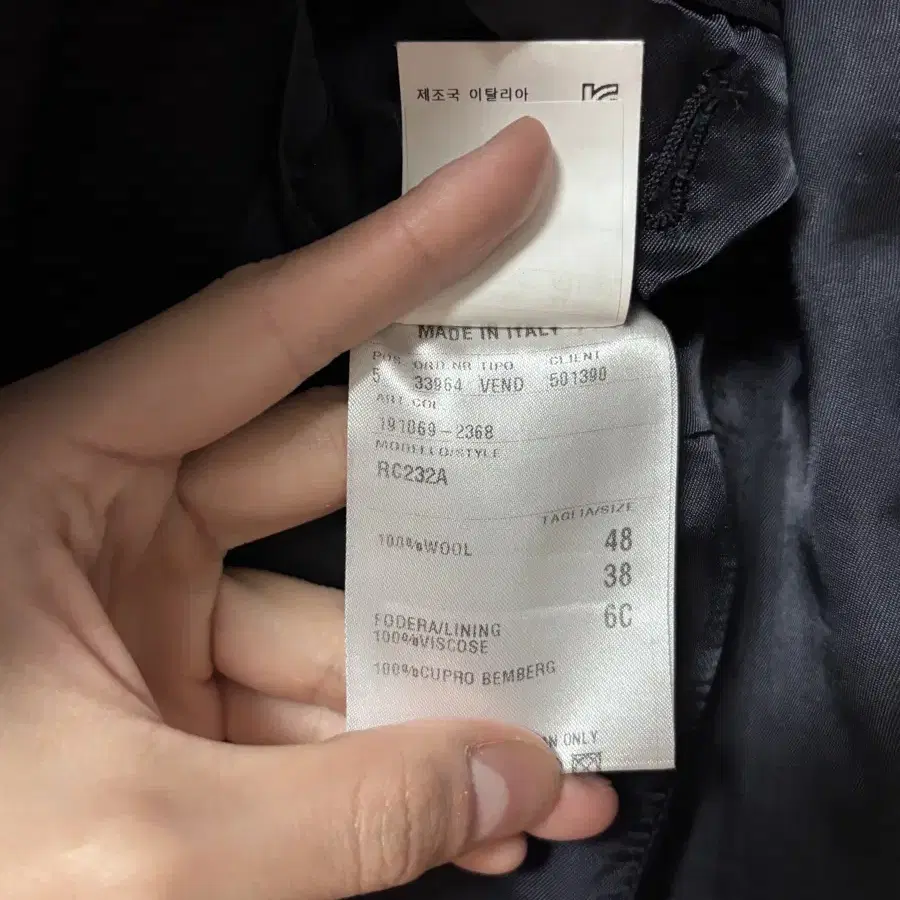 제조국 이탈리아
MADE IN ITALY
POS ORD.NR TIPO CLIENT
5 33964 VEND 501390
ART. COL
191069-2368
MODELLO/STYLE
RC232A
TAGLIA/SIZE
100%WOOL 48
38
6C
FODERA/LINING
100%VISCOSE
100%CUPRO BEMBERG
ONLY